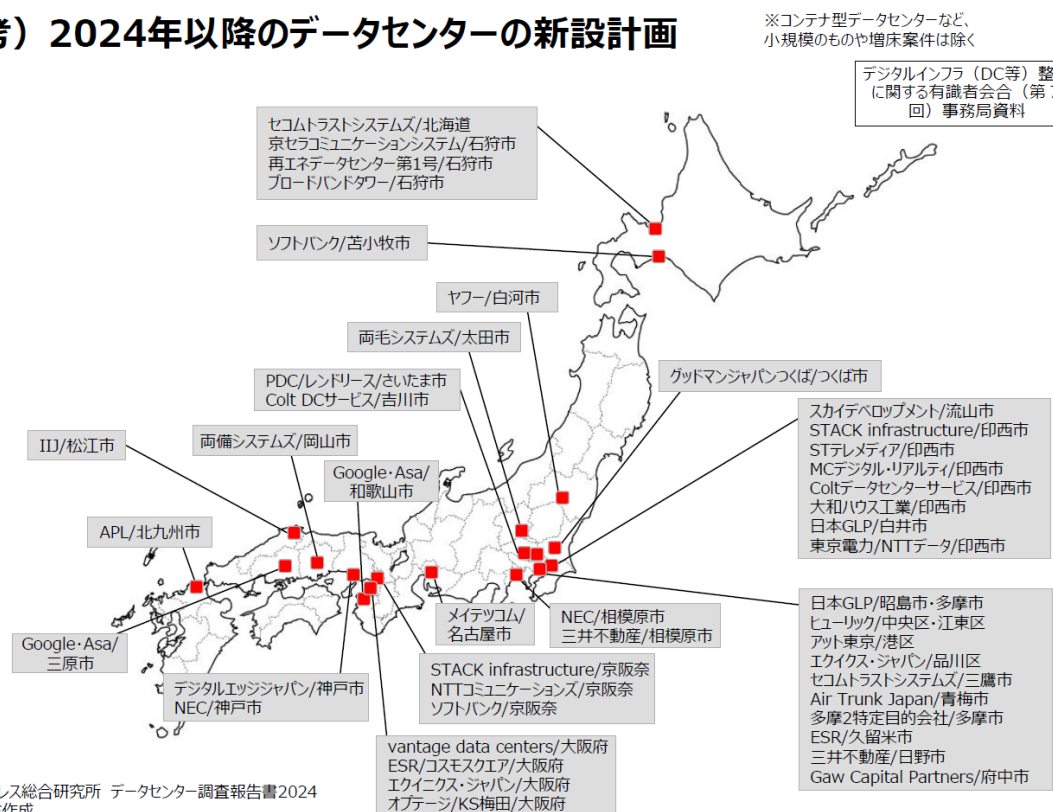 考）2024年以降のデータセンターの新設計画
※コンテナ型データセンターなど、
小規模のものや増床案件は除く
デジタルインフラ（DC等）整
に関する有識者会合（第7
回）事務局資料
セコムトラストシステムズ/北海道
京セラコミュニケーションシステム/石狩市
再エネデータセンター第1号/石狩市
ブロードバンドタワー/石狩市
ソフトバンク/苫小牧市
ヤフー/白河市
両毛システムズ/太田市
PDC/レンドリース/さいたま市
Colt DCサービス/吉川市
グッドマンジャパンつくば/つくば市
スカイデベロップメント/流山市
STACK infrastructure/印西市
STテレメディア/印西市
MCデジタル・リアルティ/印西市
Coltデータセンターサービス/印西市
大和ハウス工業/印西市
日本GLP/白井市
東京電力/NTTデータ/印西市
IIJ/松江市
両備システムズ/岡山市
Google・Asa/
和歌山市
APL/北九州市
Google・Asa/
三原市
デジタルエッジジャパン/神戸市
NEC/神戸市
メイテツコム/
名古屋市
NEC/相模原市
三井不動産/相模原市
STACK infrastructure/京阪奈
NTTコミュニケーションズ/京阪奈
ソフトバンク/京阪奈
日本GLP/昭島市・多摩市
ヒューリック/中央区・江東区
アット東京/港区
エクイクス・ジャパン/品川区
セコムトラストシステムズ/三鷹市
Air Trunk Japan/青梅市
多摩2特定目的会社/多摩市
ESR/久留米市
三井不動産/日野市
Gaw Capital Partners/府中市
vantage data centers/大阪府
ESR/コスモスクエア/大阪府
エクイニクス・ジャパン/大阪府
オプテージ/KS梅田/大阪府
レス総合研究所 データセンター調査報告書2024
作成